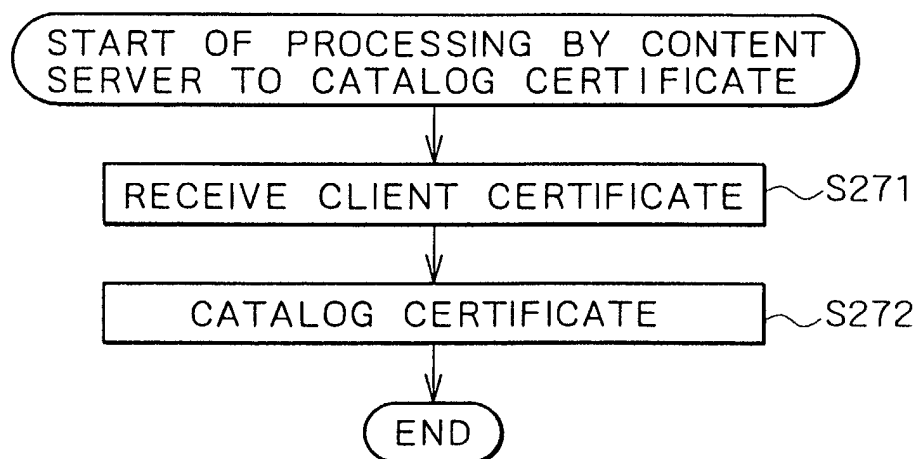 START OF PROCESSING BY CONTENT
SERVER TO CATALOG CERTIFICATE
RECEIVE CLIENT CERTIFICATE
S271
CATALOG CERTIFICATE
S272
END